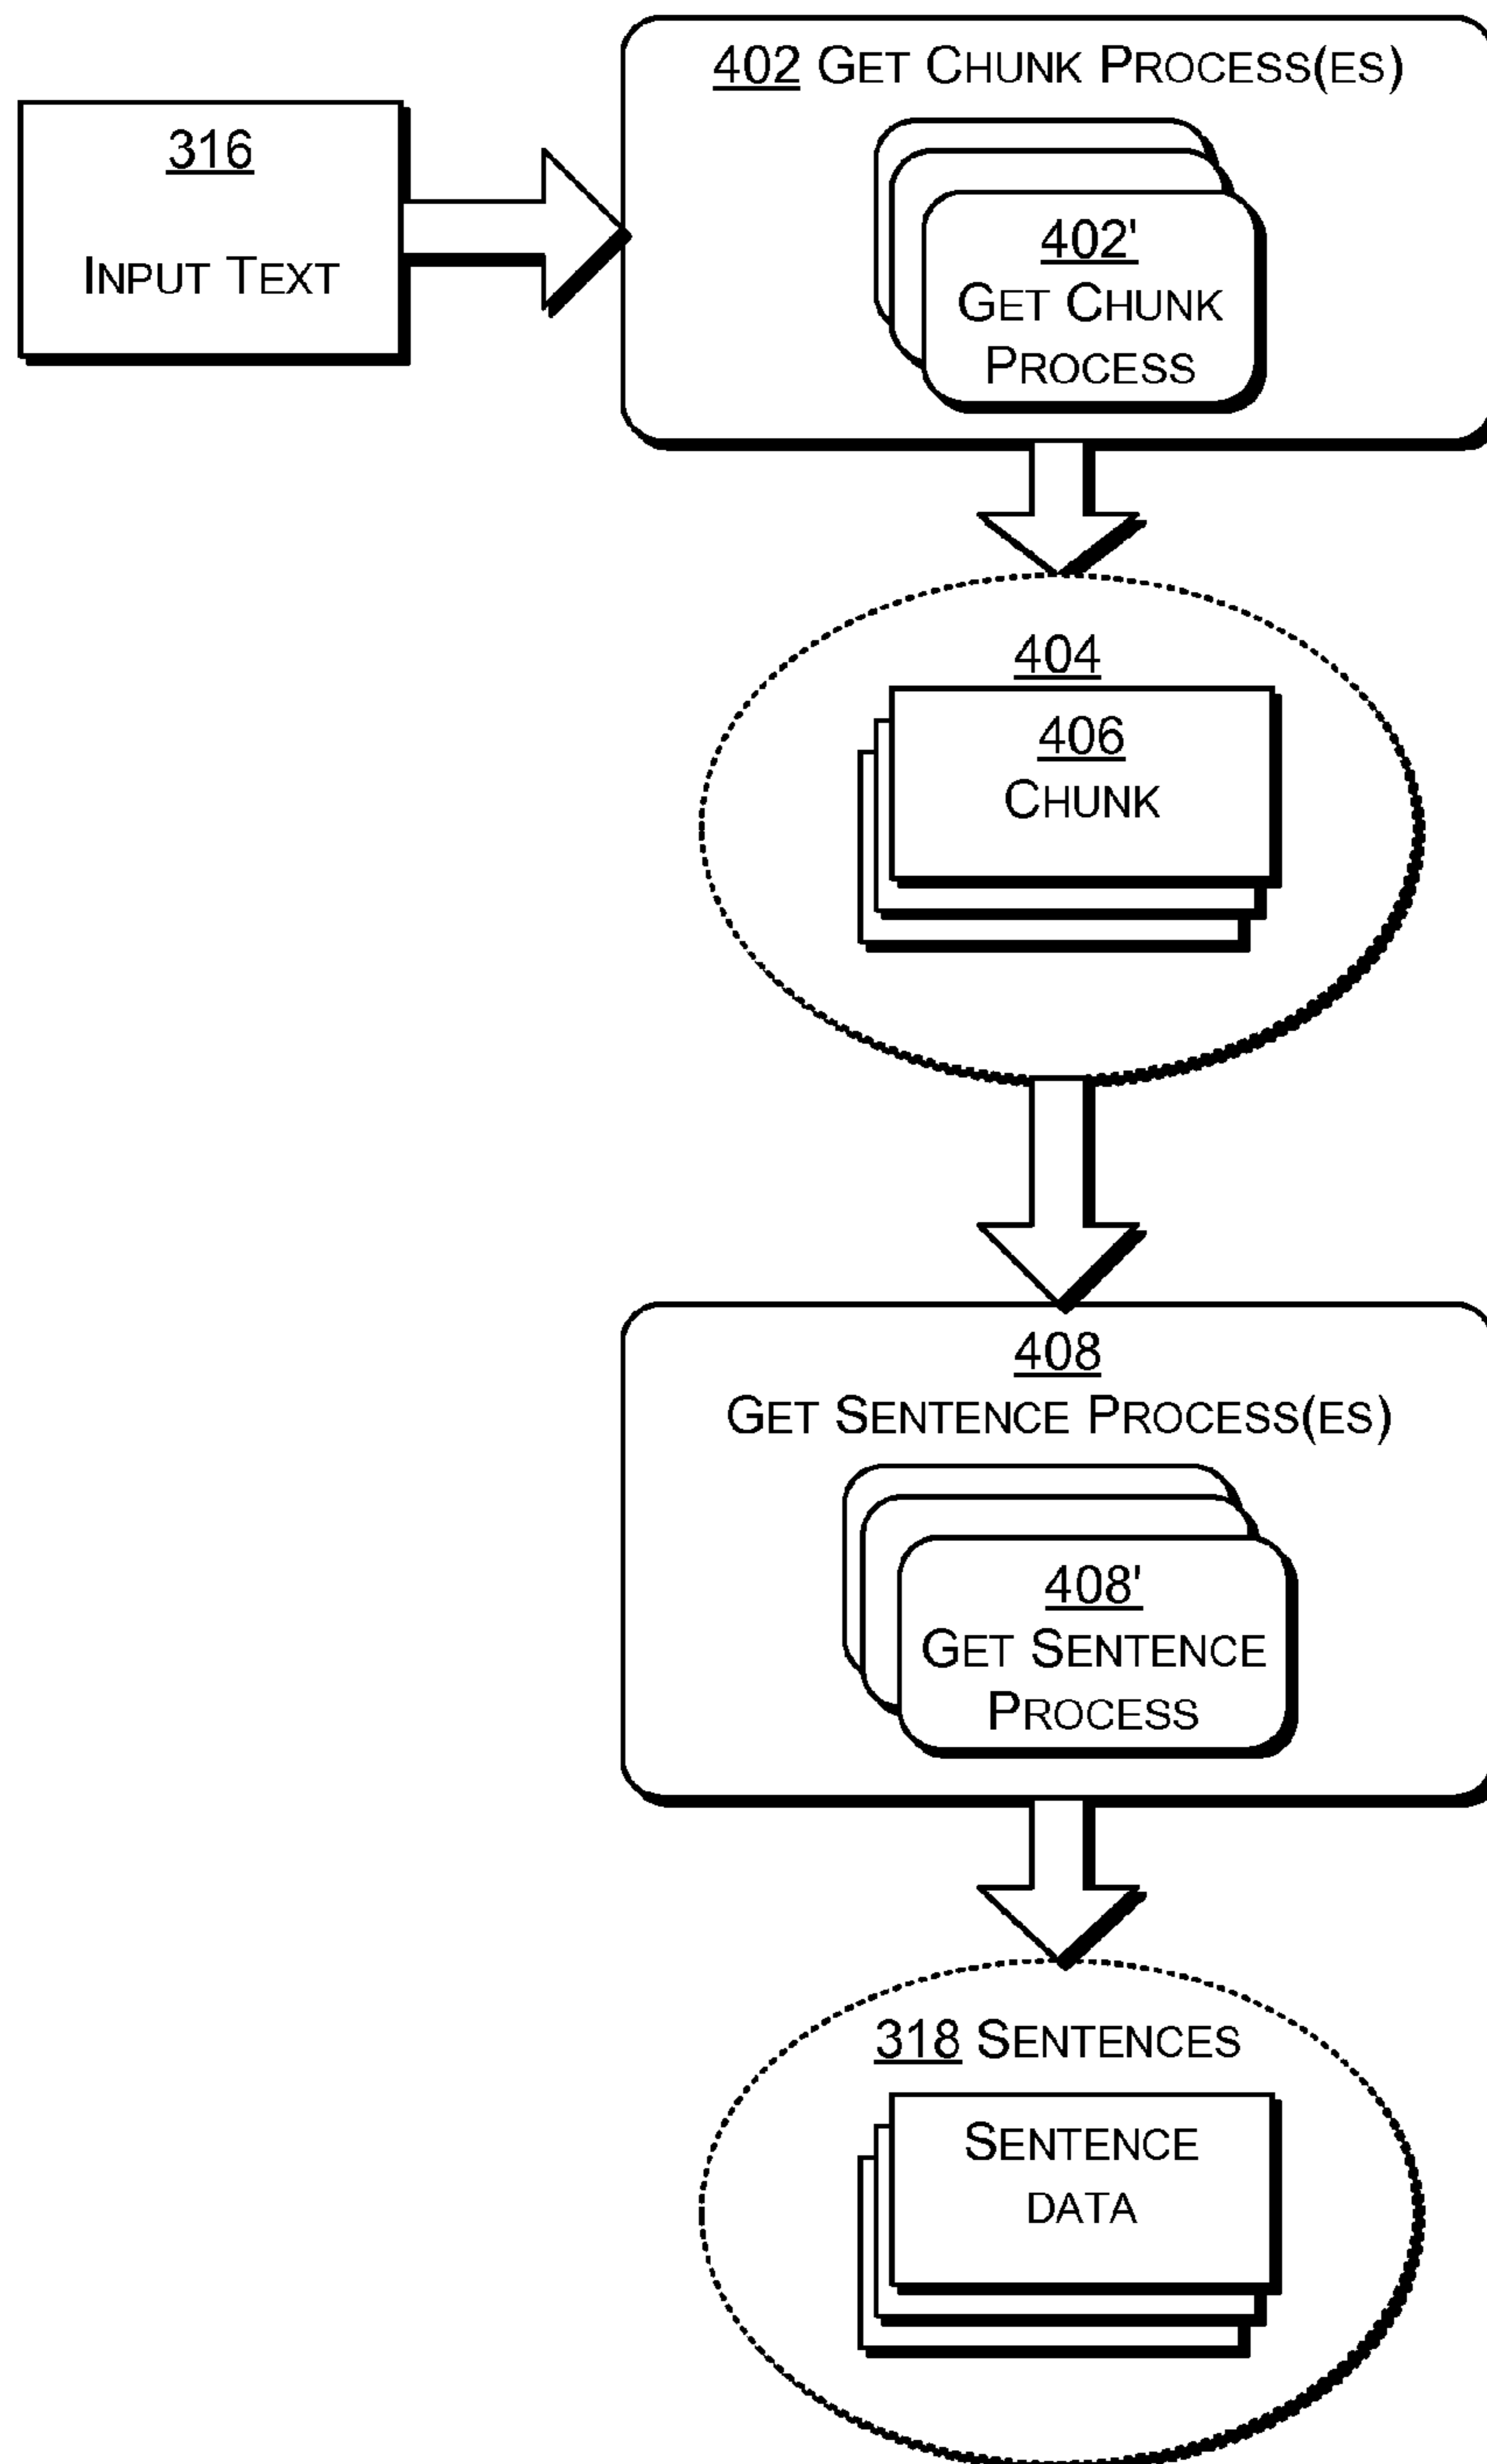 402 GET CHUNK PROCESS(ES)
316
INPUT TEXT
402'
GET CHUNK
PROCESS
404
406
CHUNK
408
GET SENTENCE PROCESS(ES)
408'
GET SENTENCE
PROCESS
318 SENTENCES
SENTENCE
DATA